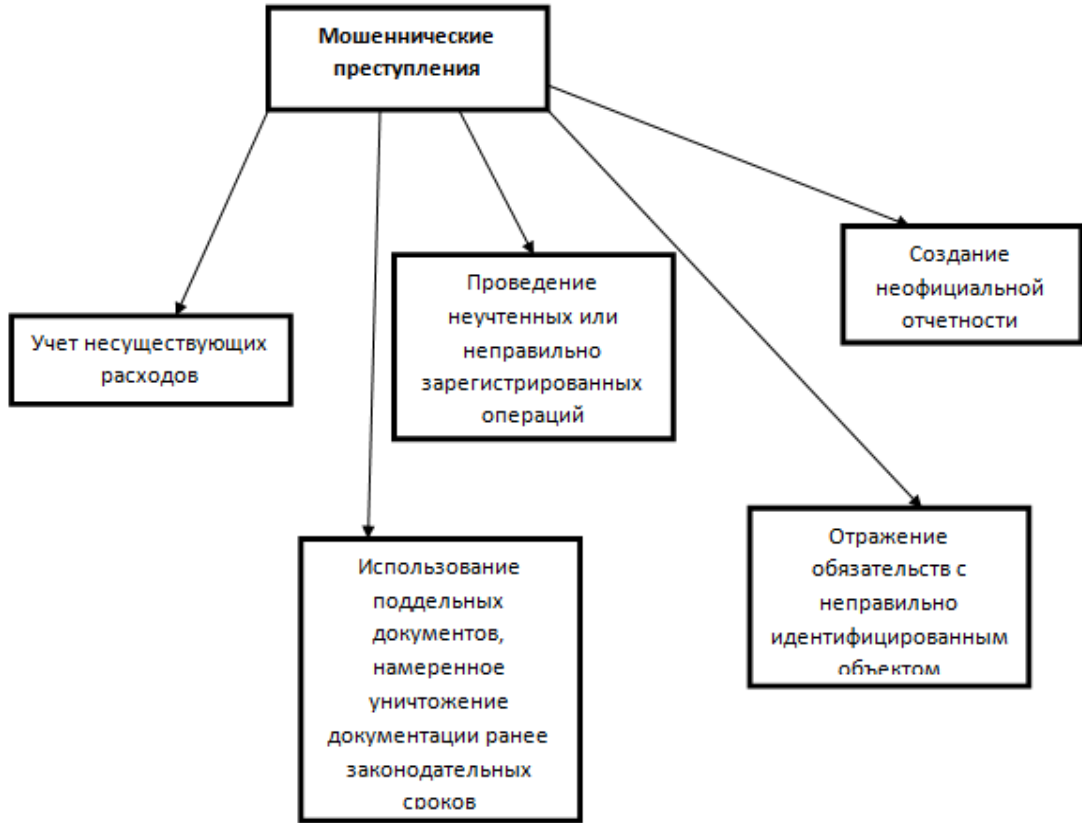 Мошеннические
преступления
Учет несуществующих
расходов
Проведение
неучтенных или
неправильно
зарегистрированных
операций
Создание
неофициальной
отчетности
Использование
поддельных
документов,
намеренное
уничтожение
документации ранее
законодательных
сроков
Отражение
обязательств с
неправильно
идентифицированным
объектом